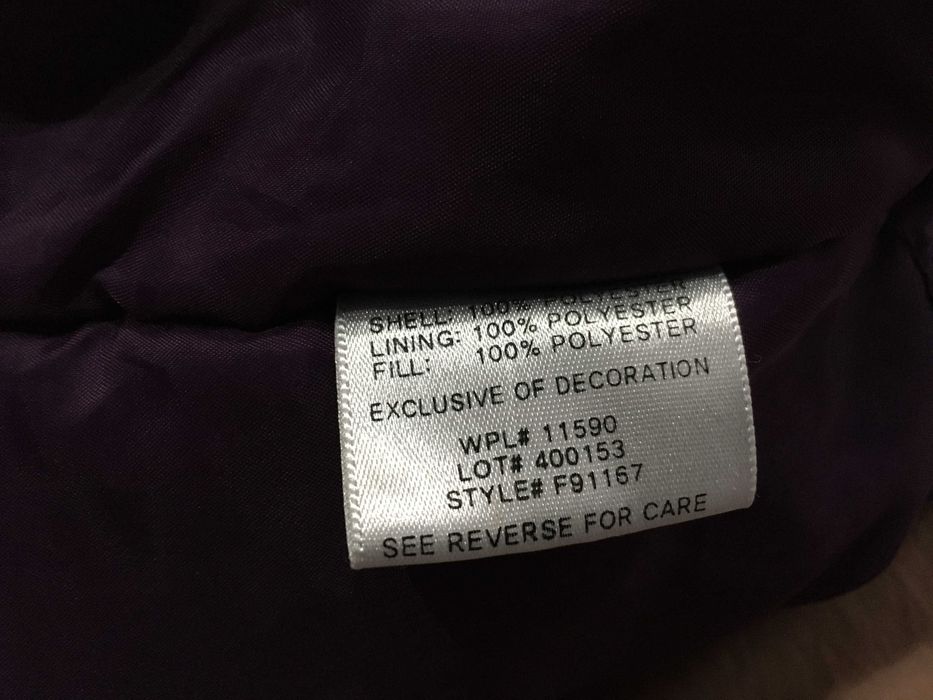 SHELL: 100% POLYESTER
LINING: 100% POLYESTER
FILL: 100% POLYESTER
EXCLUSIVE OF DECORATION
WPL# 11590
LOT# 400153
STYLE# F91167
SEE REVERSE FOR CARE